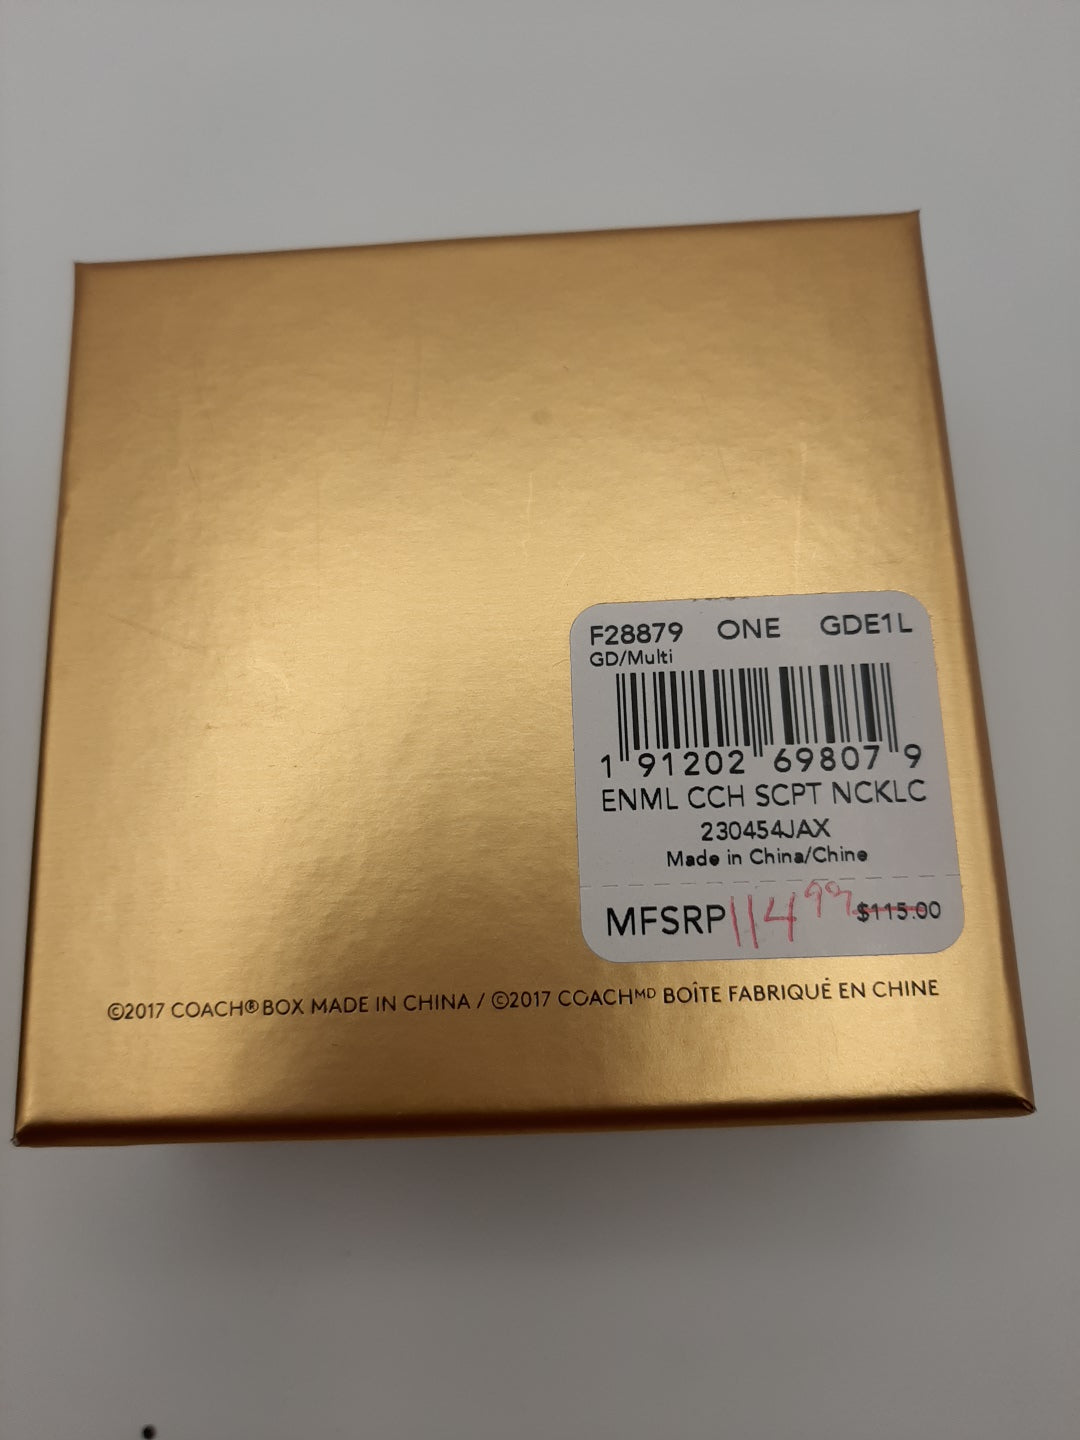 F28879 ONE GDE1L
GD/Multi
1 91202 69807 9
ENML CCH SCPT NCKLC
230454JAX
Made in China/Chine
MFSRP 114 99 $115.00
©2017 COACH® BOX MADE IN CHINA / ©2017 COACHᴹᴰ BOÎTE FABRIQUÉ EN CHINE